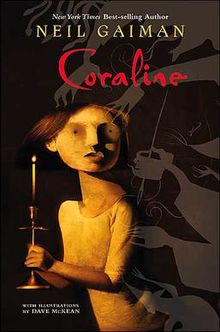 New York Times Best-selling Author
NEIL GAIMAN
Coraline
WITH ILLUSTRATIONS
BY DAVE McKEAN